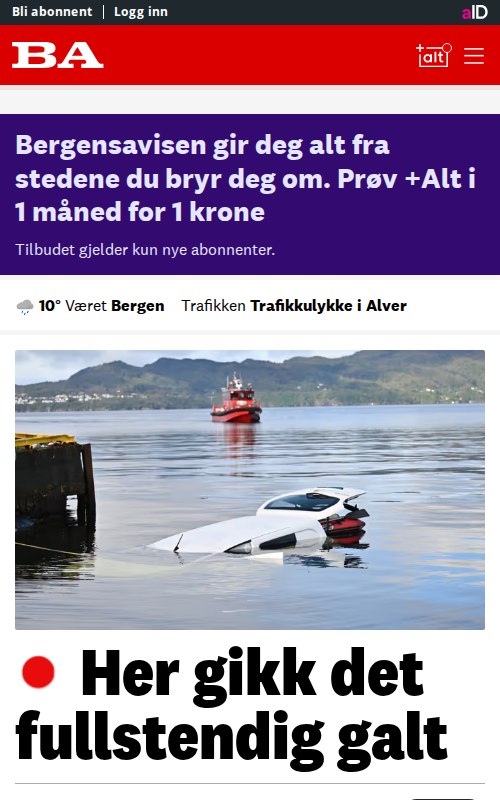 Bli abonnent | Logg inn
aID
BA
+alt
Bergensavisen gir deg alt fra
stedene du bryr deg om. Prøv +Alt i
1 måned for 1 krone
Tilbudet gjelder kun nye abonnenter.
10° Været Bergen Trafikken Trafikkulykke i Alver
Her gikk det
fullstendig galt